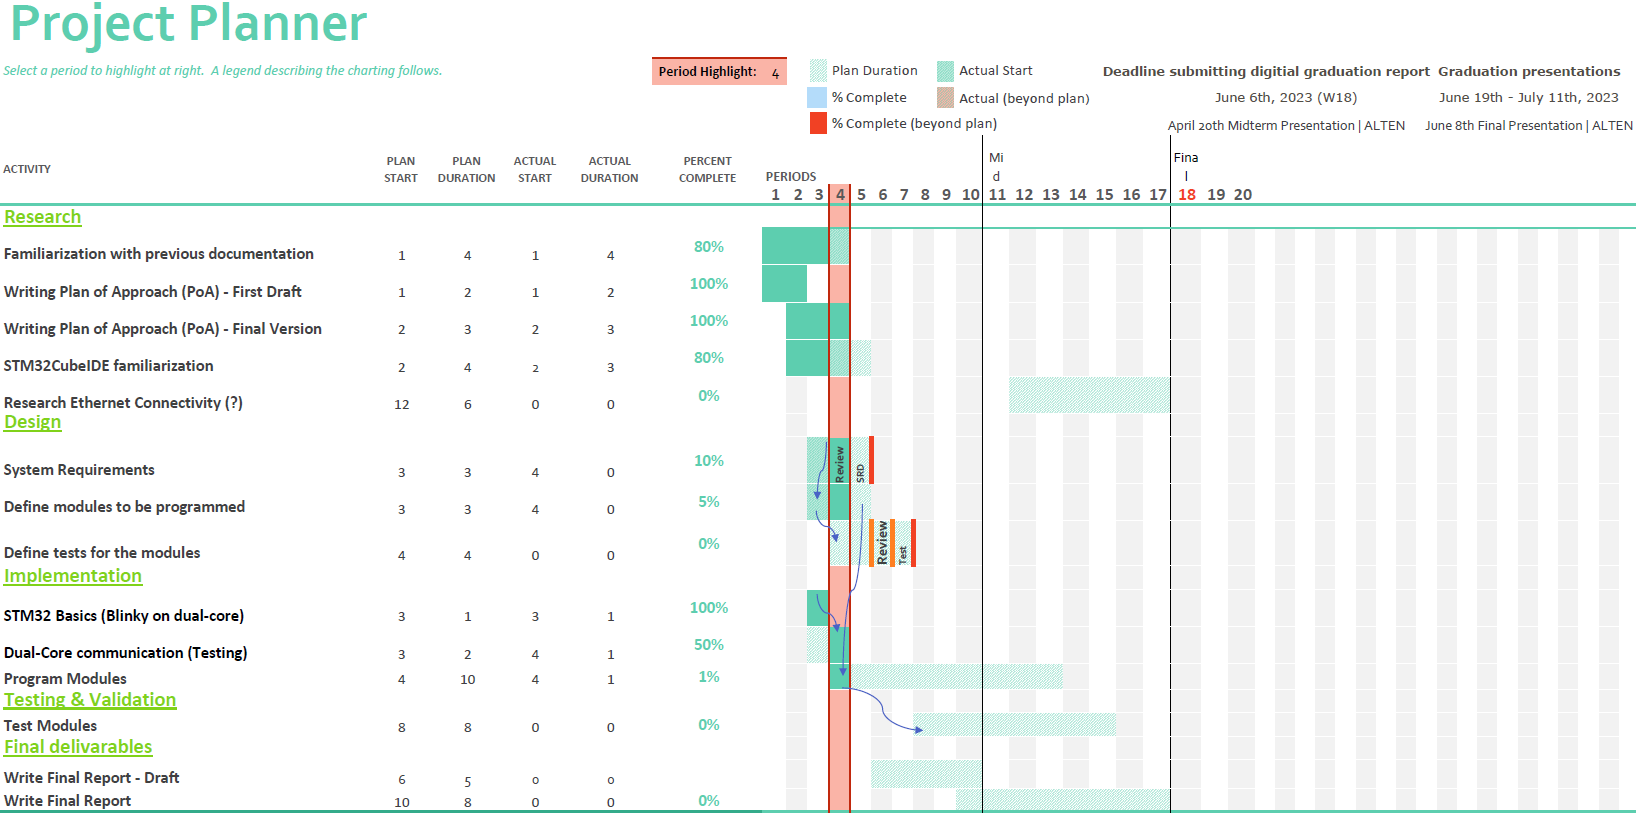 Project Planner
Select a period to highlight at right.  A legend describing the charting follows.
Period Highlight: 4
Plan Duration
Actual Start
% Complete
Actual (beyond plan)
% Complete (beyond plan)
Deadline submitting digitial graduation report
Graduation presentations
June 6th, 2023 (W18)
June 19th - July 11th, 2023
April 20th Midterm Presentation | ALTEN
June 8th Final Presentation | ALTEN
ACTIVITY
PLAN
START
PLAN
DURATION
ACTUAL
START
ACTUAL
DURATION
PERCENT
COMPLETE
PERIODS
Mi
d
Fina
l
1 2 3 4 5 6 7 8 9 10 11 12 13 14 15 16 17 18 19 20
Research
Familiarization with previous documentation 1 4 1 4 80%
Writing Plan of Approach (PoA) - First Draft 1 2 1 2 100%
Writing Plan of Approach (PoA) - Final Version 2 3 2 3 100%
STM32CubeIDE familiarization 2 4 2 3 80%
Research Ethernet Connectivity (?) 12 6 0 0 0%
Design
System Requirements 3 3 4 0 10%
Review
SRD
Define modules to be programmed 3 3 4 0 5%
Define tests for the modules 4 4 0 0 0%
Review
Test
Implementation
STM32 Basics (Blinky on dual-core) 3 1 3 1 100%
Dual-Core communication (Testing) 3 2 4 1 50%
Program Modules 4 10 4 1 1%
Testing & Validation
Test Modules 8 8 0 0 0%
Final delivarables
Write Final Report - Draft 6 5 0 0
Write Final Report 10 8 0 0 0%